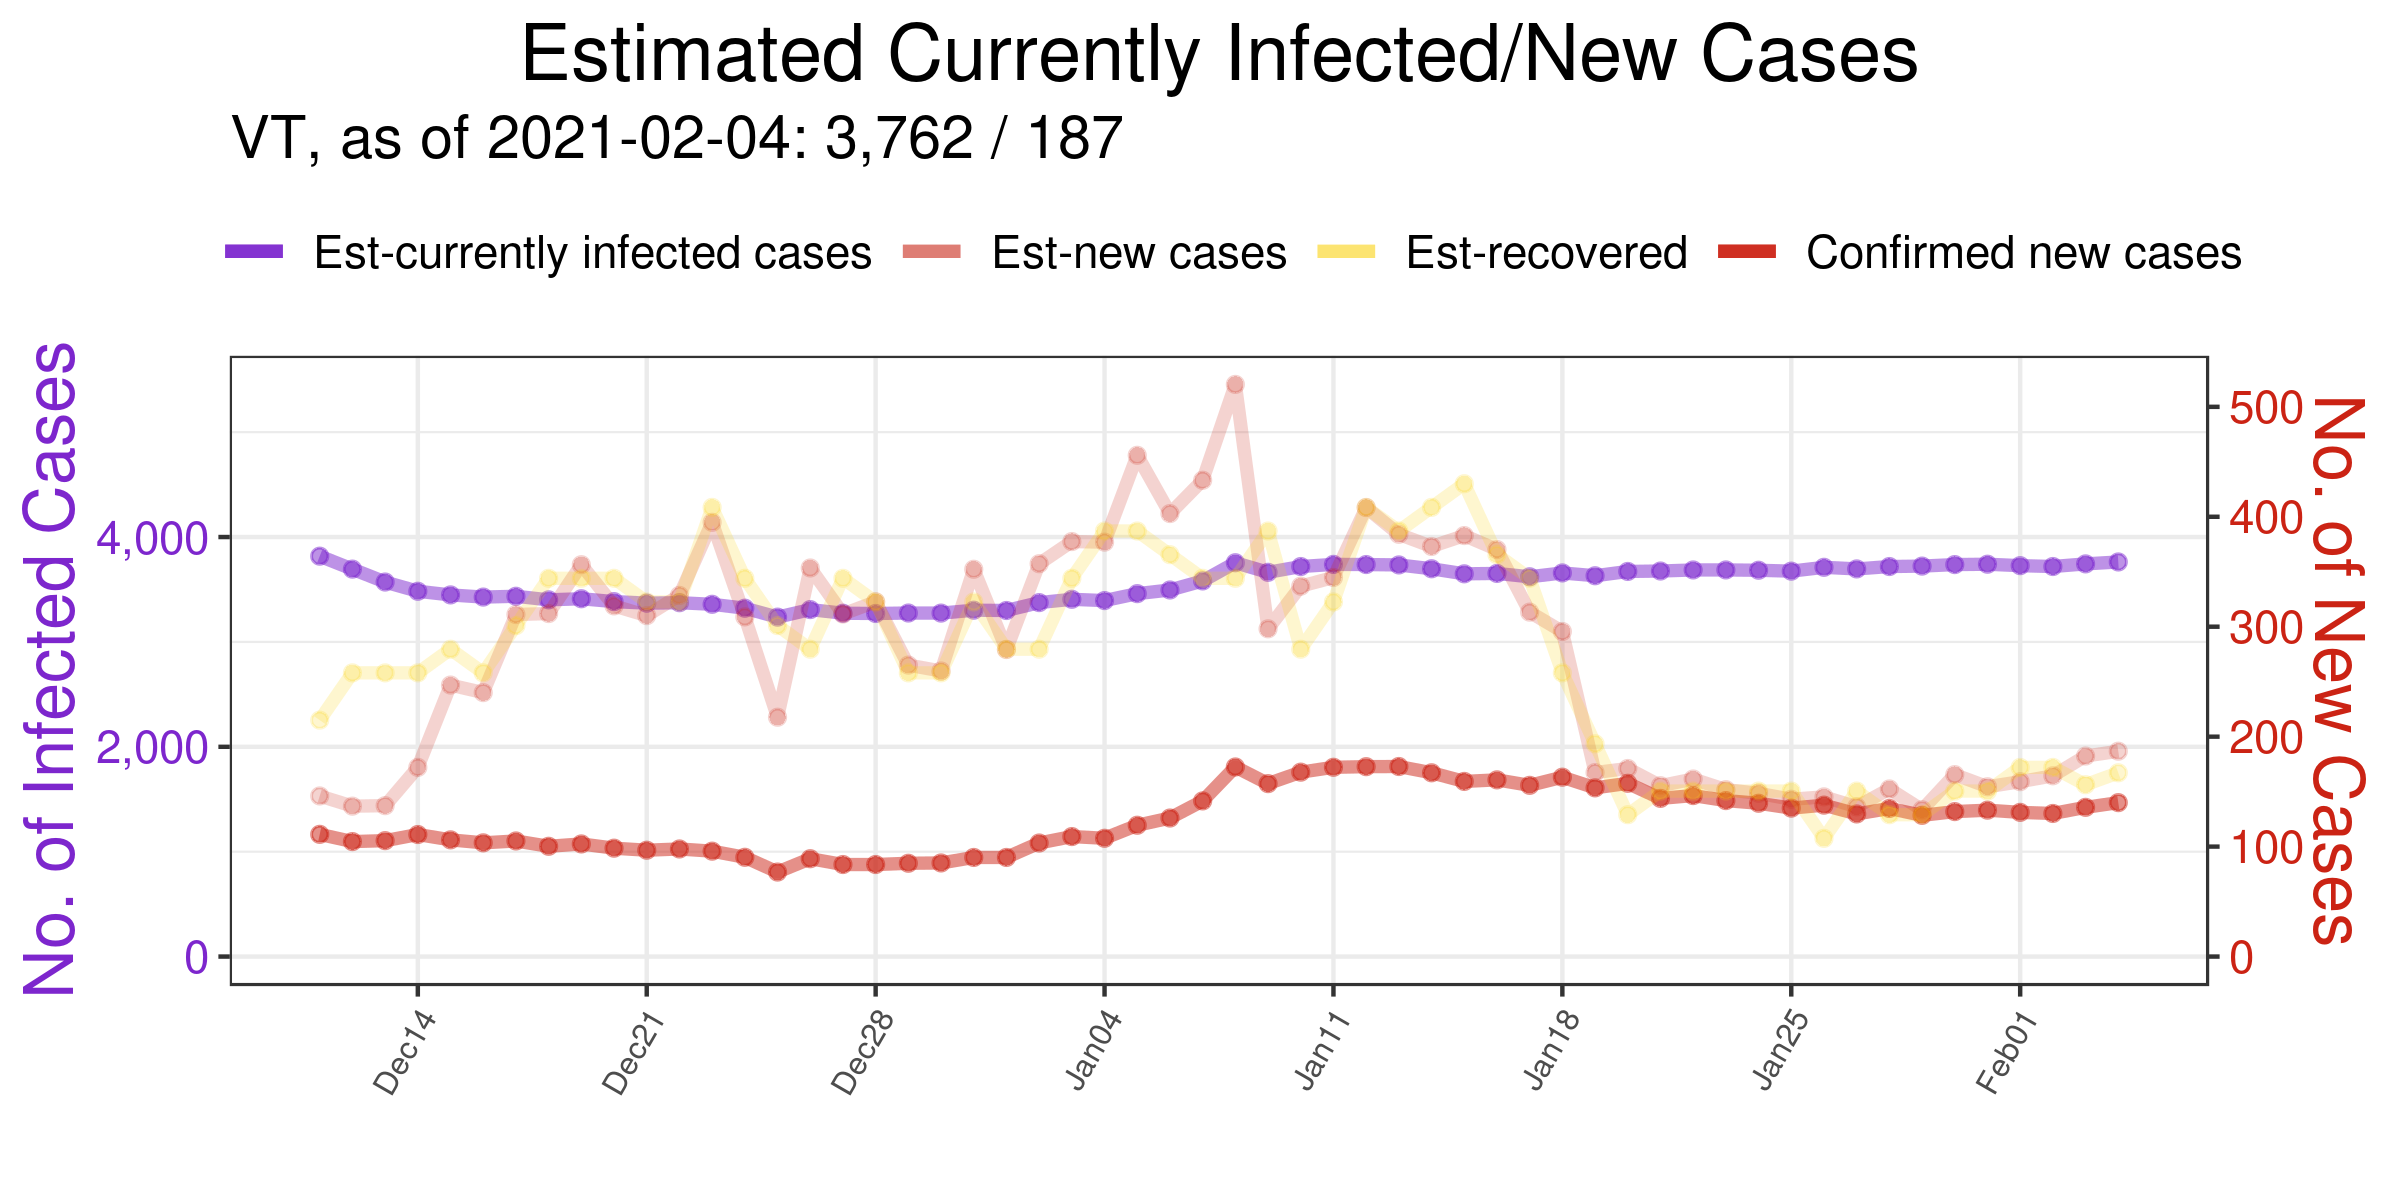 Estimated Currently Infected/New Cases
VT, as of 2021-02-04: 3,762 / 187
Est-currently infected cases Est-new cases Est-recovered Confirmed new cases
No. of Infected Cases
4,000
2,000
0
500
400
300
200
100
0
No. of New Cases
Dec14 Dec21 Dec28 Jan04 Jan11 Jan18 Jan25 Feb01